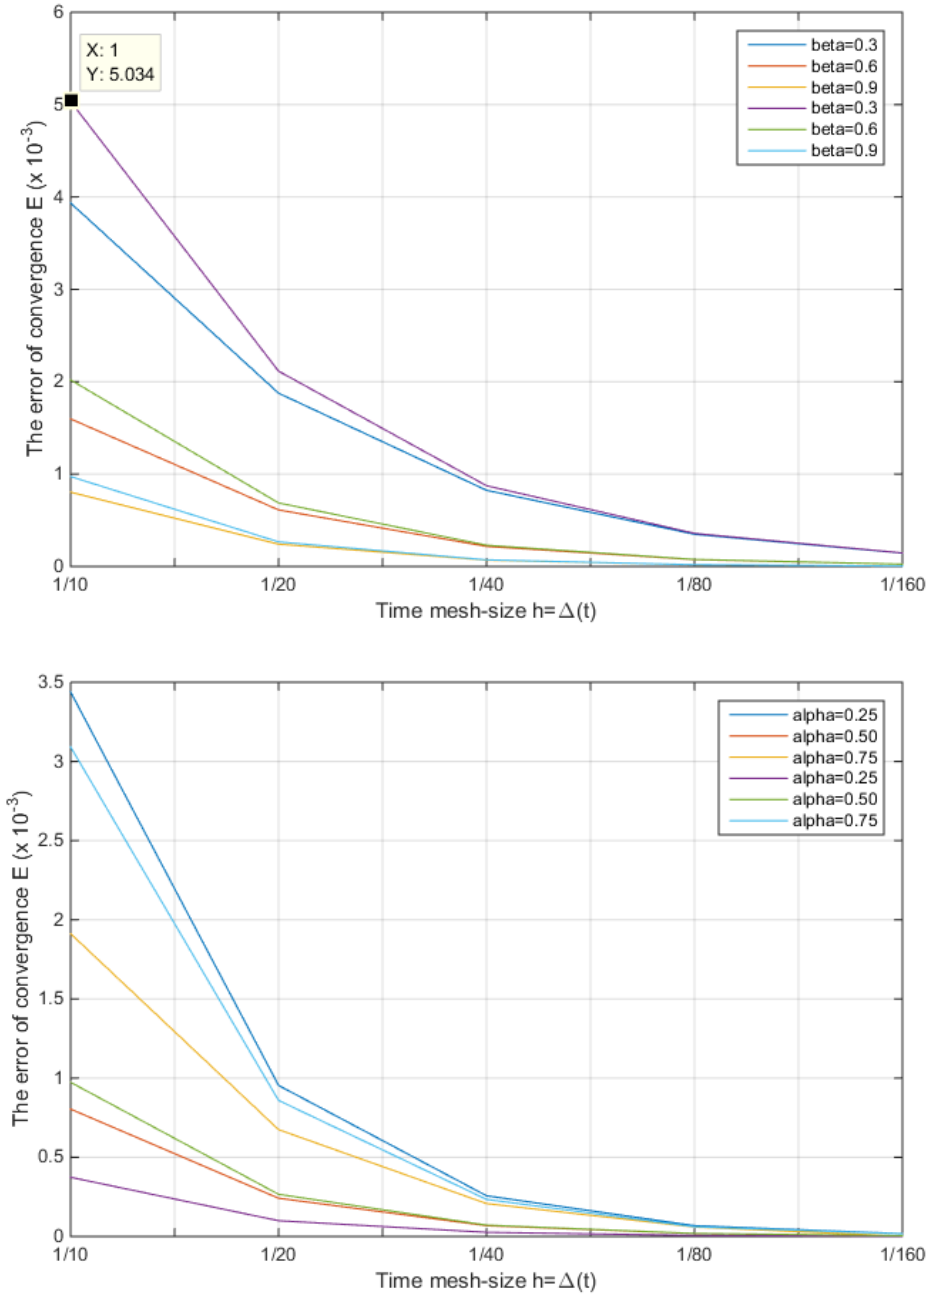 6
X: 1
Y: 5.034
beta=0.3
beta=0.6
beta=0.9
beta=0.3
beta=0.6
beta=0.9
5
4
3
2
1
0
The error of convergence E (x 10^-3)
1/10
1/20
1/40
1/80
1/160
Time mesh-size h=Δ(t)
3.5
alpha=0.25
alpha=0.50
alpha=0.75
alpha=0.25
alpha=0.50
alpha=0.75
3
2.5
2
1.5
1
0.5
0
The error of convergence E (x 10^-3)
1/10
1/20
1/40
1/80
1/160
Time mesh-size h=Δ(t)